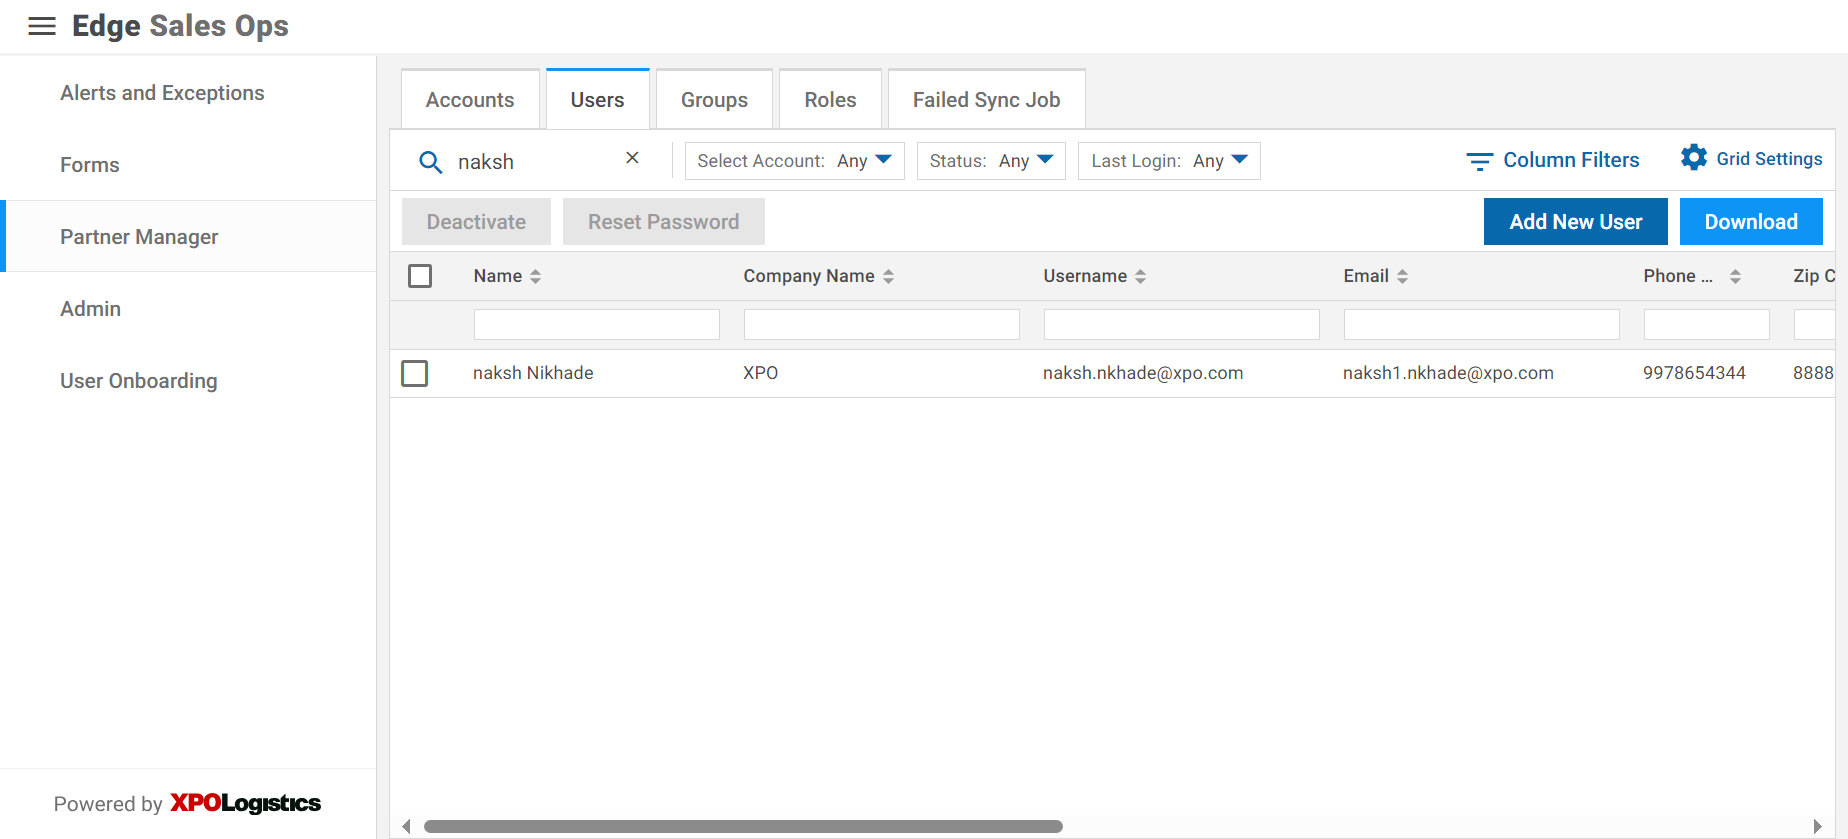 Edge Sales Ops
Alerts and Exceptions
Forms
Partner Manager
Admin
User Onboarding
Powered by XPOLogistics
Accounts Users Groups Roles Failed Sync Job
naksh × Select Account: Any Status: Any Last Login: Any Column Filters Grid Settings
Deactivate Reset Password Add New User Download
Name Company Name Username Email Phone ... Zip C
naksh Nikhade XPO naksh.nkhade@xpo.com naksh1.nkhade@xpo.com 9978654344 8888